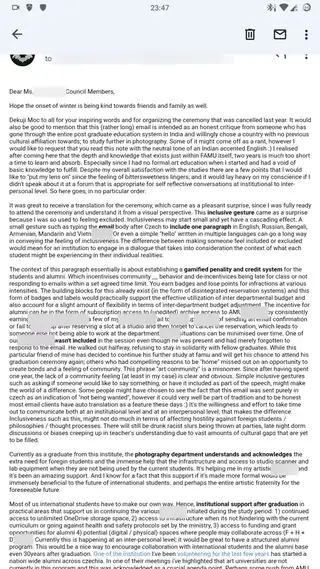 23:47
to
Dear Ms. Council Members,
Hope the onset of winter is being kind towards friends and family as well.
Dekuji Moc to all for your inspiring words and for organizing the ceremony that was cancelled last year. It would
also be good to mention that this (rather long) email is intended as an honest critique from someone who has
gone through the entire post graduate education system in India and willingly chose a country with no previous
cultural affiliation towards; to study further in photography. Some of it might come off as a rant, however I
would like to request that you read this note with the neutral tone of an Indian accented English :) I realised
after coming here that the depth and knowledge that exists just within FAMU itself, two years is much too short
a time to learn and absorb. Especially since I had no formal art education when I started and had a void of
basic knowledge to fulfil. Despite my overall satisfaction with the studies there are a few points that I would
like to "put my lens on" since the feeling of bittersweetness lingers; and it would lay heavy on my conscience if I
didn't speak about it at a forum that is appropriate for self reflective conversations at institutional to inter-
personal level. So here goes, in no particular order:
It was great to receive a translation for the ceremony, which came as a pleasant surprise, since I was fully ready
to attend the ceremony and understand it from a visual perspective. This inclusive gesture came as a surprise
because I was so used to feeling excluded. Inclusiveness may start small and yet have a cascading effect. A
small gesture such as typing the email body after Czech to include one paragraph in English, Russian, Bengali,
Armenian, Mandarin and Or even a simple "hello" written in multiple languages can go a long way
in conveying the feeling of inclusiveness. The difference between making someone feel included or excluded
would mean for an institution to engage in a dialogue that takes into consideration the context of what each
student might be experiencing in their individual realities.
The context of this paragraph essentially is about establishing a gamified penalty and credit system for the
students and alumni. Which incentivises community __ behavior and de-incentivises being late for class or not
responding to emails within a set agreed time limit. You earn badges and lose points for infractions at various
institutions. The building blocks for this already exist (in the form of disintegrated reservation systems) and this
form of badges and labels would practically support the effective utilization of inter departmental budget and
also account for a slight amount of flexibility in terms of inter-department budget adjustment. The incentive for
alumni can be in the form of subscription access to (updated) archive access to AML by consistently
earning a few of m of sending an email confirmation
or fail to after reserving a slot at a studio and then forget to cancel the reservation, which leads to
someone else not being able to work at the department situations can be minimised over time. One of
our wasn't included in the session even though he was present and had merely forgotten to
respond to the email. He walked out halfway, refusing to stay in solidarity with fellow graduates. While this
particular friend of mine has decided to continue his further study at famu and will get his chance to attend his
graduation ceremony again; others who had compelling reasons to be "home" missed out on an opportunity to
create bonds and a feeling of community. This phrase "art community" is a misnomer. Since after having spent
one year, the lack of a community feeling (at least in my case) is clear and obvious. Simple inclusive gestures
such as asking if someone would like to say something, or have it included as part of the speech, might make
the world of a difference. Some people might have chosen to see the fact that this email was sent purely in
czech as an indication of "not being wanted", however it could very well be part of tradition and to be honest
most email clients have auto translation as a feature these days :) It's the willingness and effort to take time
out to communicate both at an institutional level and at an interpersonal level; that makes the difference.
Inclusiveness such as this, might not do much in terms of affecting hostility against foreign students /
philosophies / thought processes. There will still be drunk racist slurs being thrown at parties, late night dorm
discussions or biases creeping up in teacher's understanding due to vast amounts of cultural gaps that are yet
to be filled.
Currently as a graduate from this institute, the photography department understands and acknowledges the
extra need for foreign students and the immense help that the infrastructure and access to studio scanner and
lab equipment when they are not being used by the current students. It's helping me in my artistic and
it's been an amazing support. And I know for a fact that this support if it's made more formal would be
immensely beneficial to the future of international students. and perhaps the entire artistic fraternity for the
foreseeable future.
Most of us international students have to make our own way. Hence, institutional support after graduation in
practical areas that support us in continuing the various initiated during our study period: 1) continued
access to unlimited OneDrive storage space, 2) access to infrastructure when its not hindering with the current
curriculum or going against health and safety protocols set by the ministry, 3) access to funding and grant
opportunities for alumni 4) potential (digital / physical) spaces where people may collaborate across (F + H +
D Currently this is happening at an inter-personal level; it would be great to have a structured alumni
program. This would be a nice way to encourage collaboration with international students and the alumni base
even 30years after graduation. One of the institution I've been volunteering for the last few years has started a
nation wide alumni across czechia. In one of their meetings i've highlighted that art universities are not